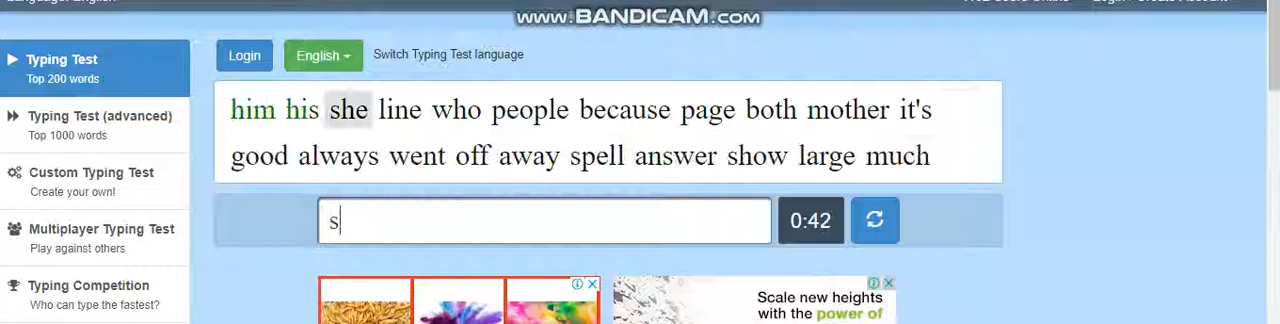 www.BANDICAM.com
Typing Test
Top 200 words
Login English Switch Typing Test language
him his she line who people because page both mother it's
good always went off away spell answer show large much
Typing Test (advanced)
Top 1000 words
Custom Typing Test
Create your own!
s 0:42
Multiplayer Typing Test
Play against others
Typing Competition
Who can type the fastest?
Scale new heights
with the power of